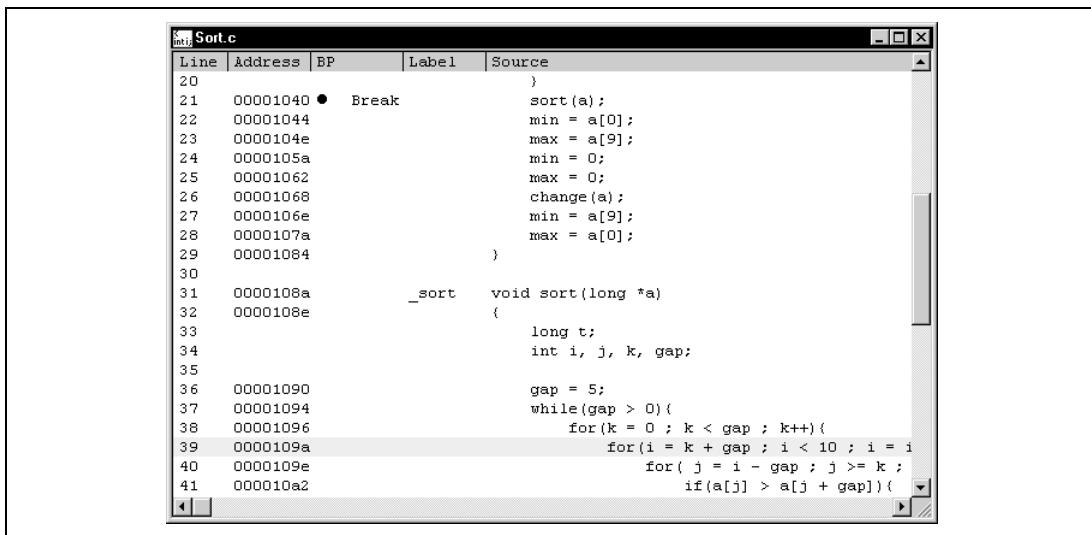 Sort.c
Line Address BP Label Source
20 }
21 00001040 ● Break sort(a);
22 00001044 min = a[0];
23 0000104e max = a[9];
24 0000105a min = 0;
25 00001062 max = 0;
26 00001068 change(a);
27 0000106e min = a[9];
28 0000107a max = a[0];
29 00001084 }
30
31 0000108a _sort void sort(long *a)
32 0000108e {
33 long t;
34 int i, j, k, gap;
35
36 00001090 gap = 5;
37 00001094 while(gap > 0){
38 00001096 for(k = 0 ; k < gap ; k++){
39 0000109a for(i = k + gap ; i < 10 ; i = i
40 0000109e for( j = i - gap ; j >= k ;
41 000010a2 if(a[j] > a[j + gap]){